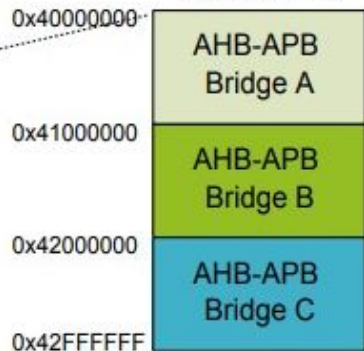 0x40000000
AHB-APB
Bridge A
0x41000000
AHB-APB
Bridge B
0x42000000
AHB-APB
Bridge C
0x42FFFFFF